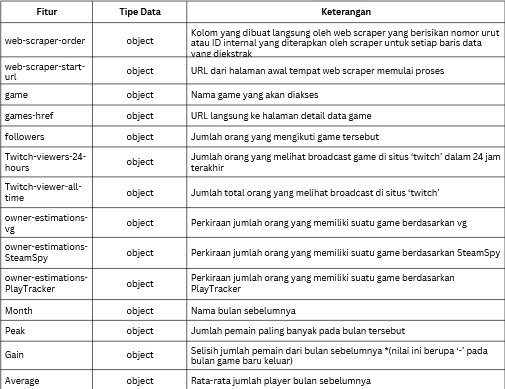 Fitur Tipe Data Keterangan
web-scraper-order object Kolom yang dibuat langsung oleh web scraper yang berisikan nomor urut
atau ID internal yang diterapkan oleh scraper untuk setiap baris data
yang diekstrak
web-scraper-start-
url object URL dari halaman awal tempat web scraper memulai proses
game object Nama game yang akan diakses
games-href object URL langsung ke halaman detail data game
followers object Jumlah orang yang mengikuti game tersebut
Twitch-viewers-24-
hours object Jumlah orang yang melihat broadcast game di situs ‘twitch’ dalam 24 jam
terakhir
Twitch-viewer-all-
time object Jumlah total orang yang melihat broadcast di situs ‘twitch’
owner-estimations-
vg object Perkiraan jumlah orang yang memiliki suatu game berdasarkan vg
owner-estimations-
SteamSpy object Perkiraan jumlah orang yang memiliki suatu game berdasarkan SteamSpy
owner-estimations-
PlayTracker object Perkiraan jumlah orang yang memiliki suatu game berdasarkan
PlayTracker
Month object Nama bulan sebelumnya
Peak object Jumlah pemain paling banyak pada bulan tersebut
Gain object Selisih jumlah pemain dari bulan sebelumnya *(nilai ini berupa ‘-’ pada
bulan game baru keluar)
Average object Rata-rata jumlah player bulan sebelumnya